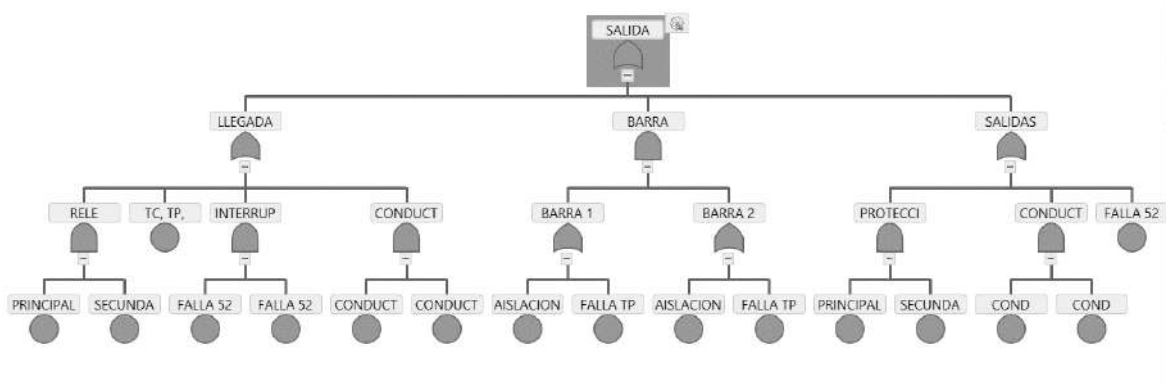 SALIDA
LLEGADA BARRA SALIDAS
RELE TC, TP, INTERRUP CONDUCT BARRA 1 BARRA 2 PROTECCI CONDUCT FALLA 52
PRINCIPAL SECUNDA FALLA 52 FALLA 52 CONDUCT CONDUCT AISLACION FALLA TP AISLACION FALLA TP PRINCIPAL SECUNDA COND COND